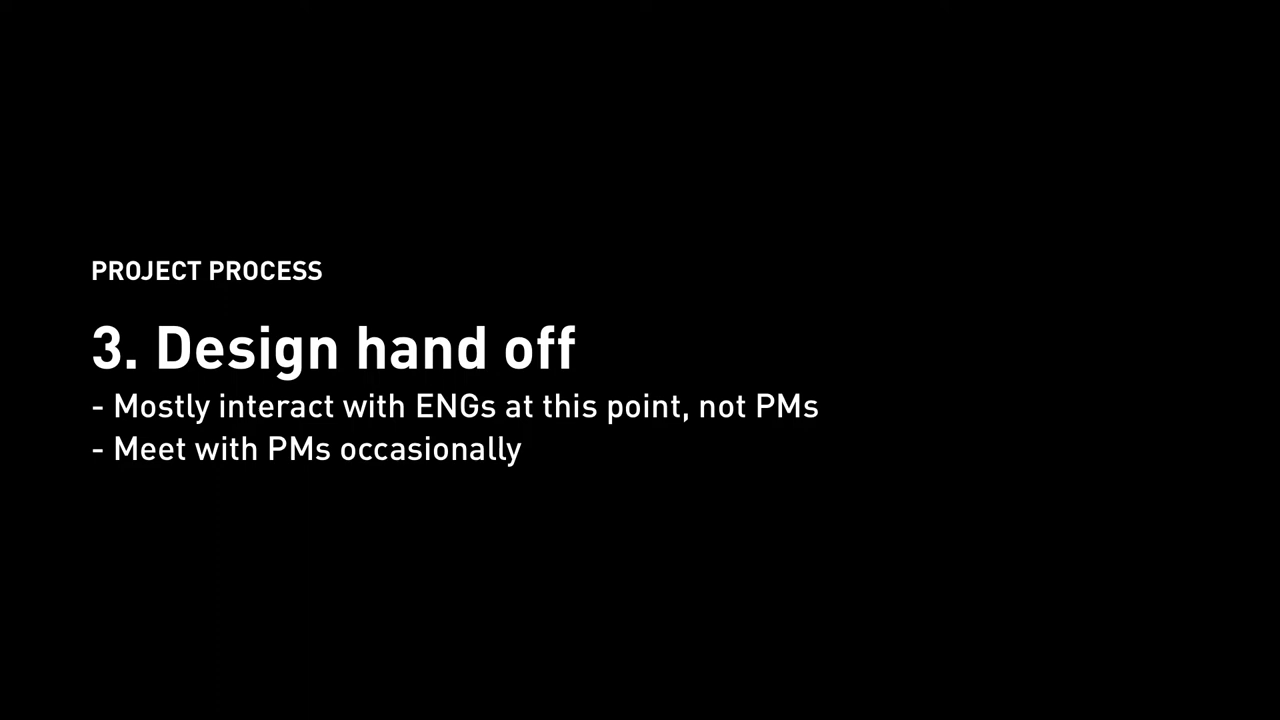 PROJECT PROCESS
3. Design hand off
- Mostly interact with ENGs at this point, not PMs
- Meet with PMs occasionally